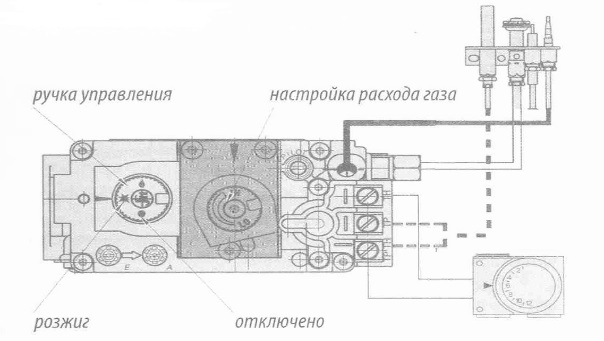 ручка управления
настройка расхода газа
E
A
розжиг
отключено